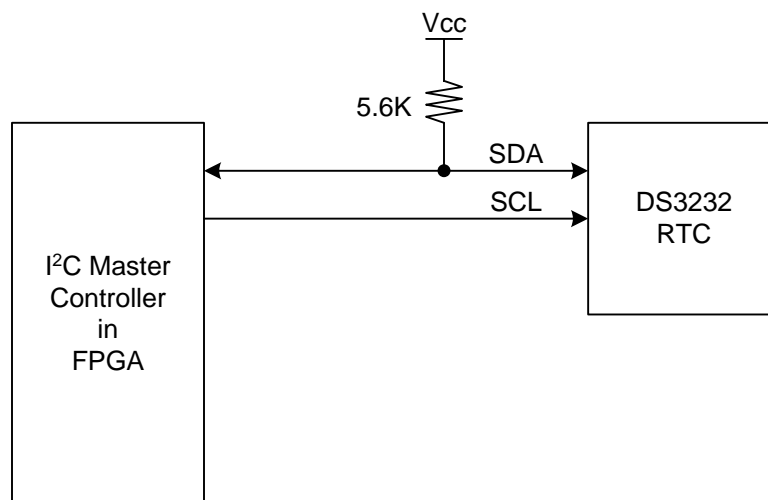 Vcc
5.6K
SDA
SCL
DS3232
RTC
I²C Master
Controller
in
FPGA